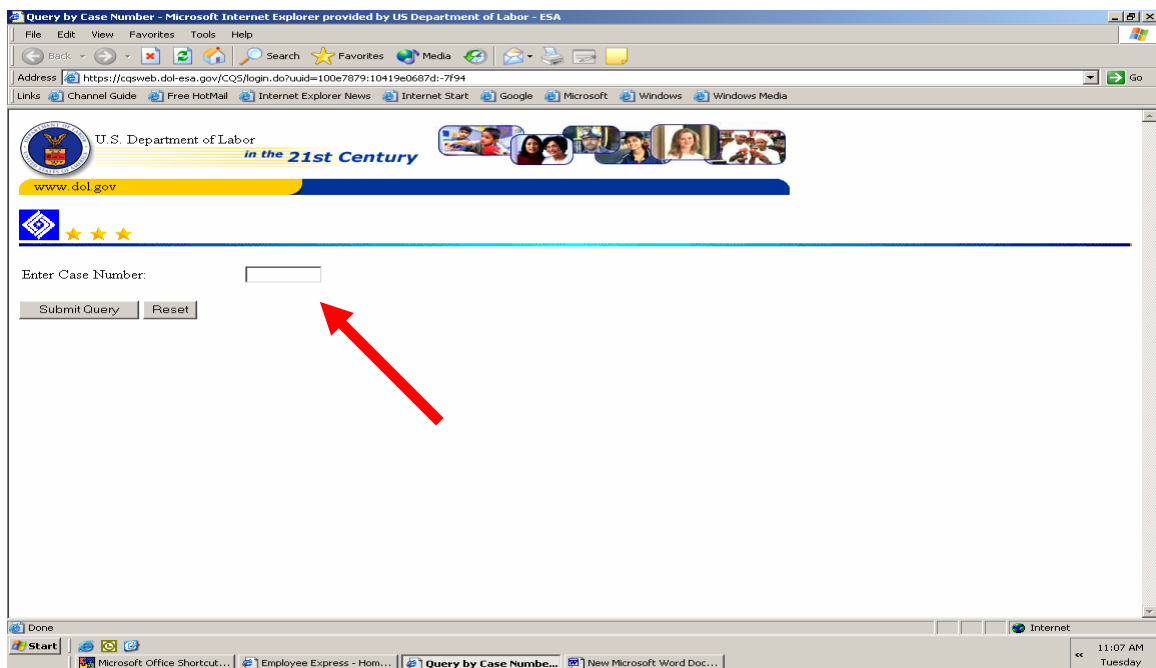 Query by Case Number - Microsoft Internet Explorer provided by US Department of Labor - ESA
File Edit View Favorites Tools Help
Back Search Favorites Media
Address https://cqsweb.dol-esa.gov/CQS/login.do?uuid=100e7879:10419e0687d:-7f94 Go
Links Channel Guide Free HotMail Internet Explorer News Internet Start Google Microsoft Windows Windows Media
U.S. Department of Labor
in the 21st Century
www.dol.gov
Enter Case Number:
Submit Query Reset
Done Internet
Start « 11:07 AM
Microsoft Office Shortcut... Employee Express - Hom... Query by Case Numbe... New Microsoft Word Doc... Tuesday